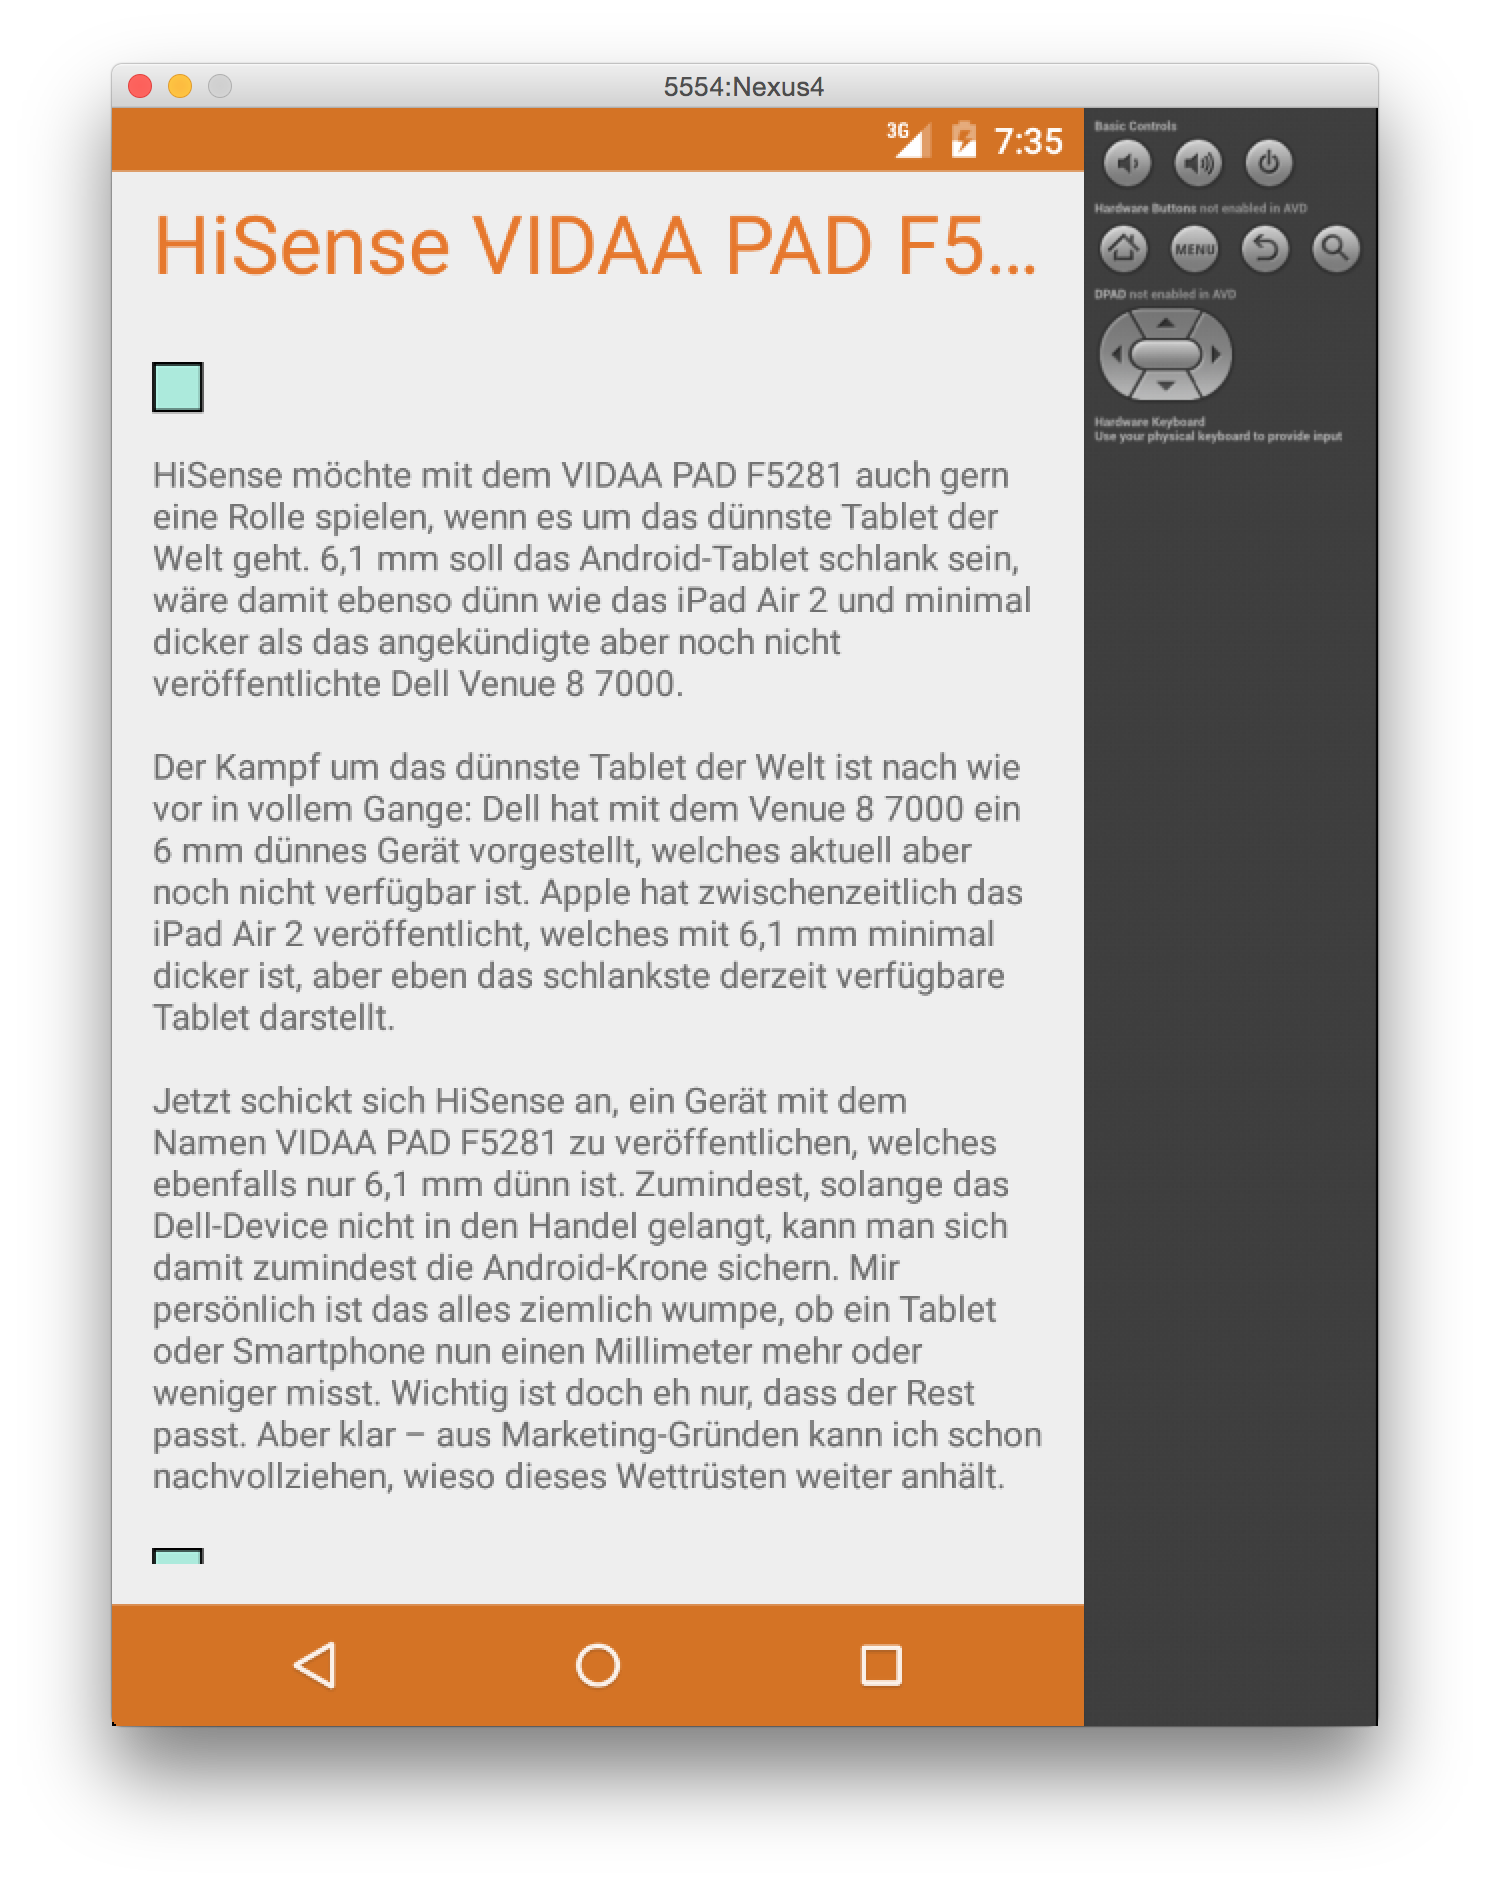 5554:Nexus4
3G 7:35
HiSense VIDAA PAD F5...
HiSense möchte mit dem VIDAA PAD F5281 auch gern
eine Rolle spielen, wenn es um das dünnste Tablet der
Welt geht. 6,1 mm soll das Android-Tablet schlank sein,
wäre damit ebenso dünn wie das iPad Air 2 und minimal
dicker als das angekündigte aber noch nicht
veröffentlichte Dell Venue 8 7000.
Der Kampf um das dünnste Tablet der Welt ist nach wie
vor in vollem Gange: Dell hat mit dem Venue 8 7000 ein
6 mm dünnes Gerät vorgestellt, welches aktuell aber
noch nicht verfügbar ist. Apple hat zwischenzeitlich das
iPad Air 2 veröffentlicht, welches mit 6,1 mm minimal
dicker ist, aber eben das schlankste derzeit verfügbare
Tablet darstellt.
Jetzt schickt sich HiSense an, ein Gerät mit dem
Namen VIDAA PAD F5281 zu veröffentlichen, welches
ebenfalls nur 6,1 mm dünn ist. Zumindest, solange das
Dell-Device nicht in den Handel gelangt, kann man sich
damit zumindest die Android-Krone sichern. Mir
persönlich ist das alles ziemlich wumpe, ob ein Tablet
oder Smartphone nun einen Millimeter mehr oder
weniger misst. Wichtig ist doch eh nur, dass der Rest
passt. Aber klar – aus Marketing-Gründen kann ich schon
nachvollziehen, wieso dieses Wettrüsten weiter anhält.
Basic Controls
Hardware Buttons not enabled in AVD
MENU
DPAD not enabled in AVD
Hardware Keyboard
Use your physical keyboard to provide input